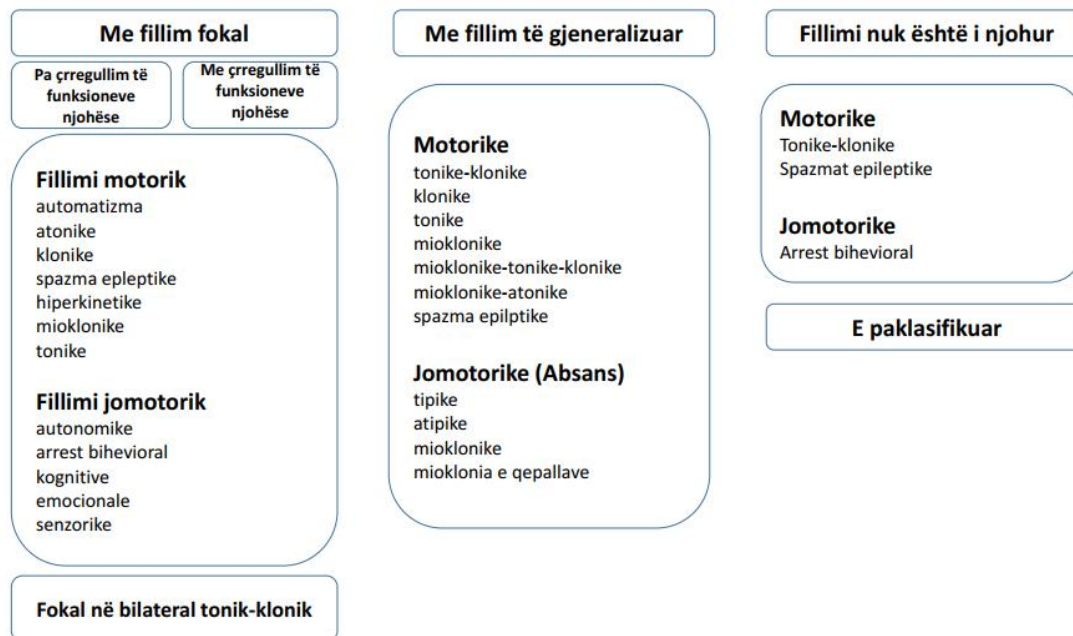 Me fillim fokal
Pa çrregullim të
funksioneve
njohëse
Me çrregullim të
funksioneve
njohëse
Fillimi motorik
automatizma
atonike
klonike
spazma epleptike
hiperkinetike
mioklonike
tonike
Fillimi jomotorik
autonomike
arrest bihevioral
kognitive
emocionale
senzorike
Fokal në bilateral tonik-klonik
Me fillim të gjeneralizuar
Motorike
tonike-klonike
klonike
tonike
mioklonike
mioklonike-tonike-klonike
mioklonike-atonike
spazma epilptike
Jomotorike (Absans)
tipike
atipike
mioklonike
mioklonia e qepallave
Fillimi nuk është i njohur
Motorike
Tonike-klonike
Spazmat epileptike
Jomotorike
Arrest bihevioral
E paklasifikuar